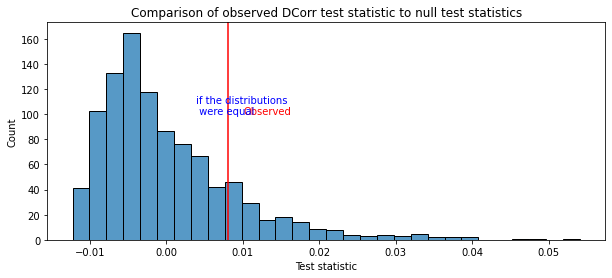 Comparison of observed DCorr test statistic to null test statistics
160
140
120
100
80
60
40
20
0
Count
if the distributions
were equal
Observed
−0.01
0.00
0.01
0.02
0.03
0.04
0.05
Test statistic